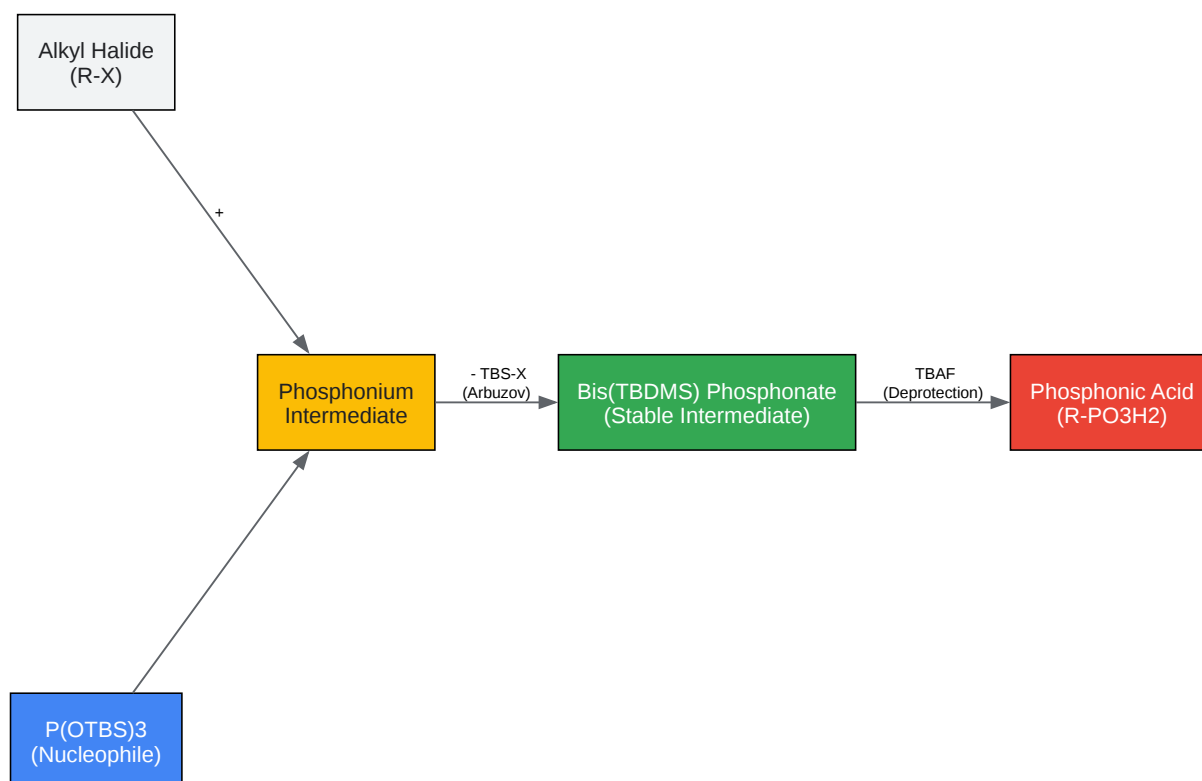 Alkyl Halide
(R-X)
+
Phosphonium
Intermediate
- TBS-X
(Arbuzov)
Bis(TBDMS) Phosphonate
(Stable Intermediate)
TBAF
(Deprotection)
Phosphonic Acid
(R-PO3H2)
P(OTBS)3
(Nucleophile)